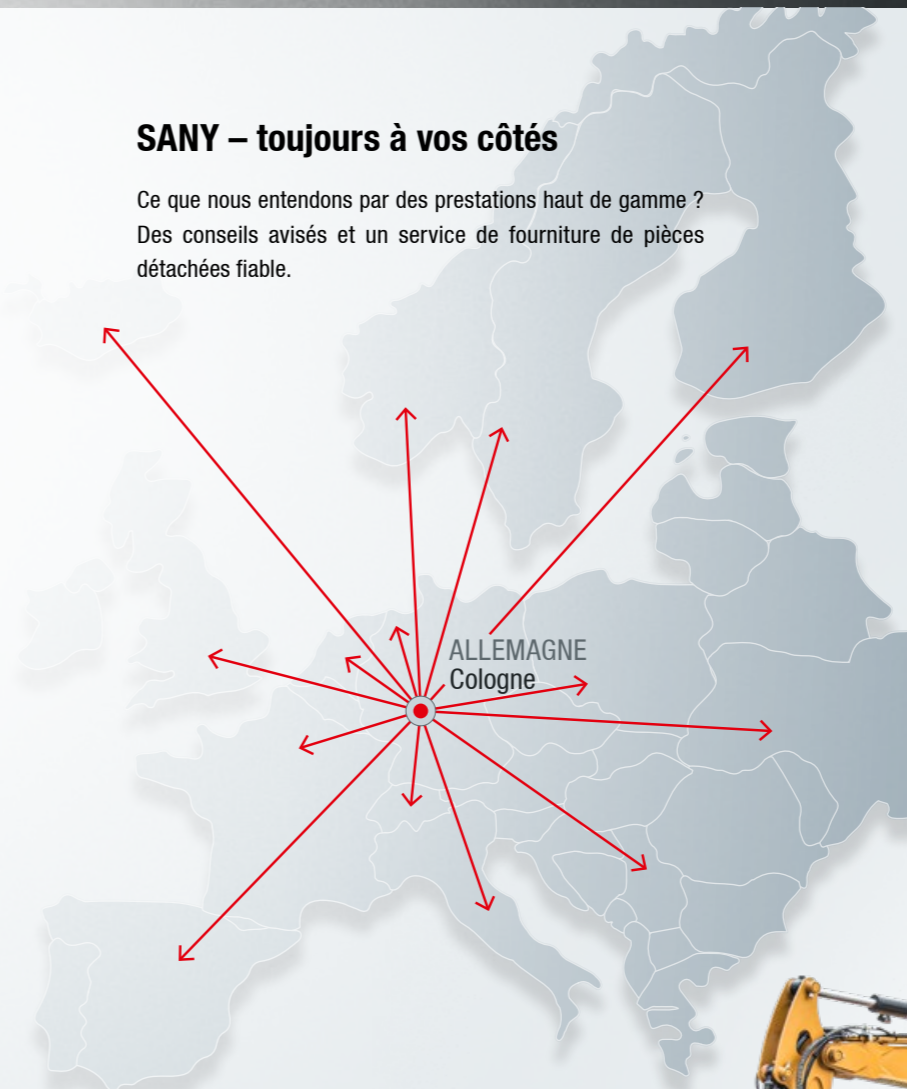 SANY – toujours à vos côtés
Ce que nous entendons par des prestations haut de gamme ?
Des conseils avisés et un service de fourniture de pièces
détachées fiable.
ALLEMAGNE
Cologne